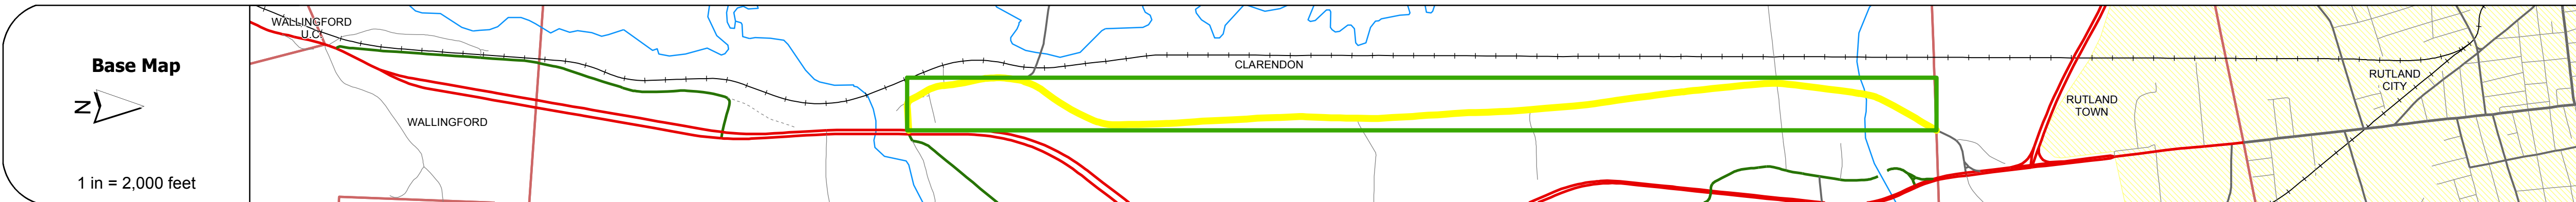 Base Map
N
1 in = 2,000 feet
WALLINGFORD
U.C.
WALLINGFORD
CLARENDON
RUTLAND
TOWN
RUTLAND
CITY